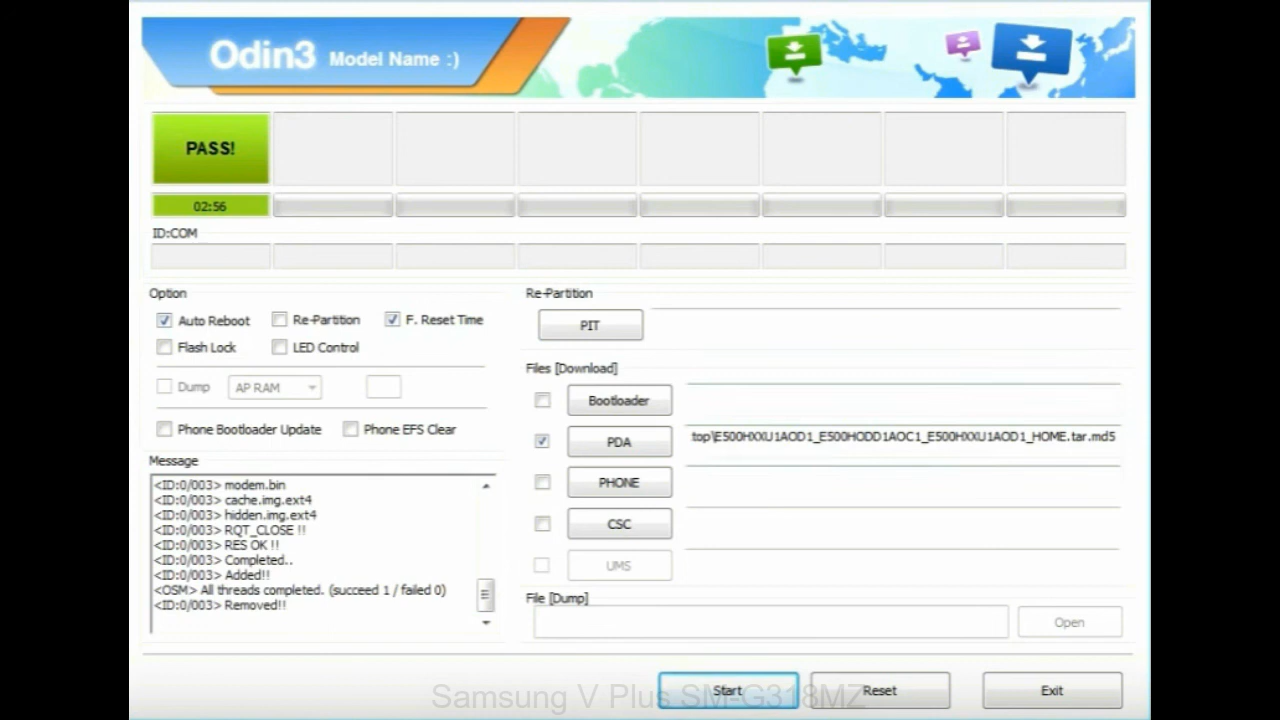 Odin3 Model Name :)
PASS!
02:56
ID:COM
Option
Auto Reboot Re-Partition F. Reset Time
Flash Lock LED Control
Dump AP RAM
Phone Bootloader Update Phone EFS Clear
Message
<ID:0/003> modem.bin
<ID:0/003> cache.img.ext4
<ID:0/003> hidden.img.ext4
<ID:0/003> RQT_CLOSE !!
<ID:0/003> RES OK !!
<ID:0/003> Completed..
<ID:0/003> Added!!
<OSM> All threads completed. (succeed 1 / failed 0)
<ID:0/003> Removed!!
Re-Partition
PIT
Files [Download]
Bootloader
PDA top\E500HXXU1AOD1_E500HODD1AOC1_E500HXXU1AOD1_HOME.tar.md5
PHONE
CSC
UMS
File [Dump]
Open
Start Reset Exit
Samsung V Plus SM-G318MZ